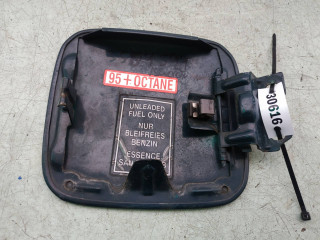 95+OCTANE
UNLEADED
FUEL ONLY
NUR
BLEIFREIES
BENZIN
ESSENCE
30616